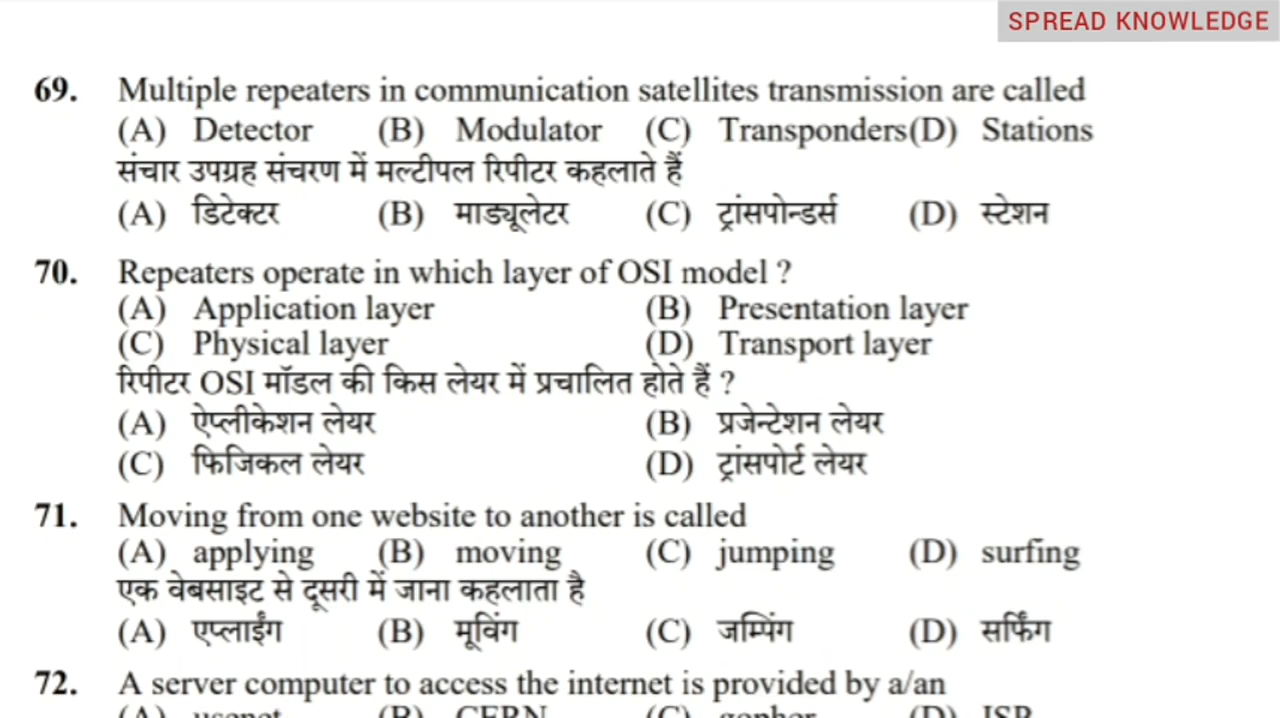 SPREAD KNOWLEDGE
69. Multiple repeaters in communication satellites transmission are called
(A) Detector (B) Modulator (C) Transponders(D) Stations
संचार उपग्रह संचरण में मल्टीपल रिपीटर कहलाते हैं
(A) डिटेक्टर (B) माड्यूलेटर (C) ट्रांसपोन्डर्स (D) स्टेशन
70. Repeaters operate in which layer of OSI model ?
(A) Application layer (B) Presentation layer
(C) Physical layer (D) Transport layer
रिपीटर OSI मॉडल की किस लेयर में प्रचालित होते हैं ?
(A) ऐप्लीकेशन लेयर (B) प्रजेन्टेशन लेयर
(C) फिजिकल लेयर (D) ट्रांसपोर्ट लेयर
71. Moving from one website to another is called
(A) applying (B) moving (C) jumping (D) surfing
एक वेबसाइट से दूसरी में जाना कहलाता है
(A) एप्लाईंग (B) मूविंग (C) जम्पिंग (D) सर्फिंग
72. A server computer to access the internet is provided by a/an
(A) usenet (B) CERN (C) gopher (D) ISP